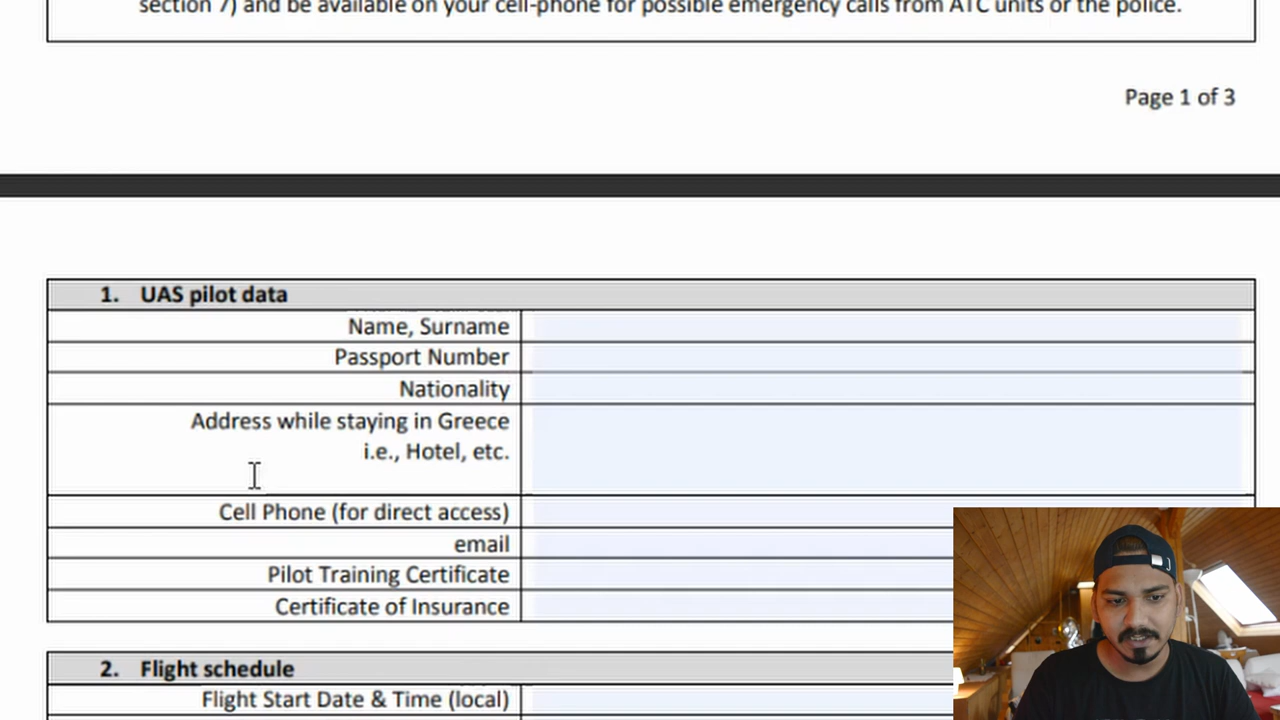 section 7) and be available on your cell-phone for possible emergency calls from ATC units or the police.
Page 1 of 3
1. UAS pilot data
Name, Surname
Passport Number
Nationality
Address while staying in Greece
i.e., Hotel, etc.
Cell Phone (for direct access)
email
Pilot Training Certificate
Certificate of Insurance
2. Flight schedule
Flight Start Date & Time (local)